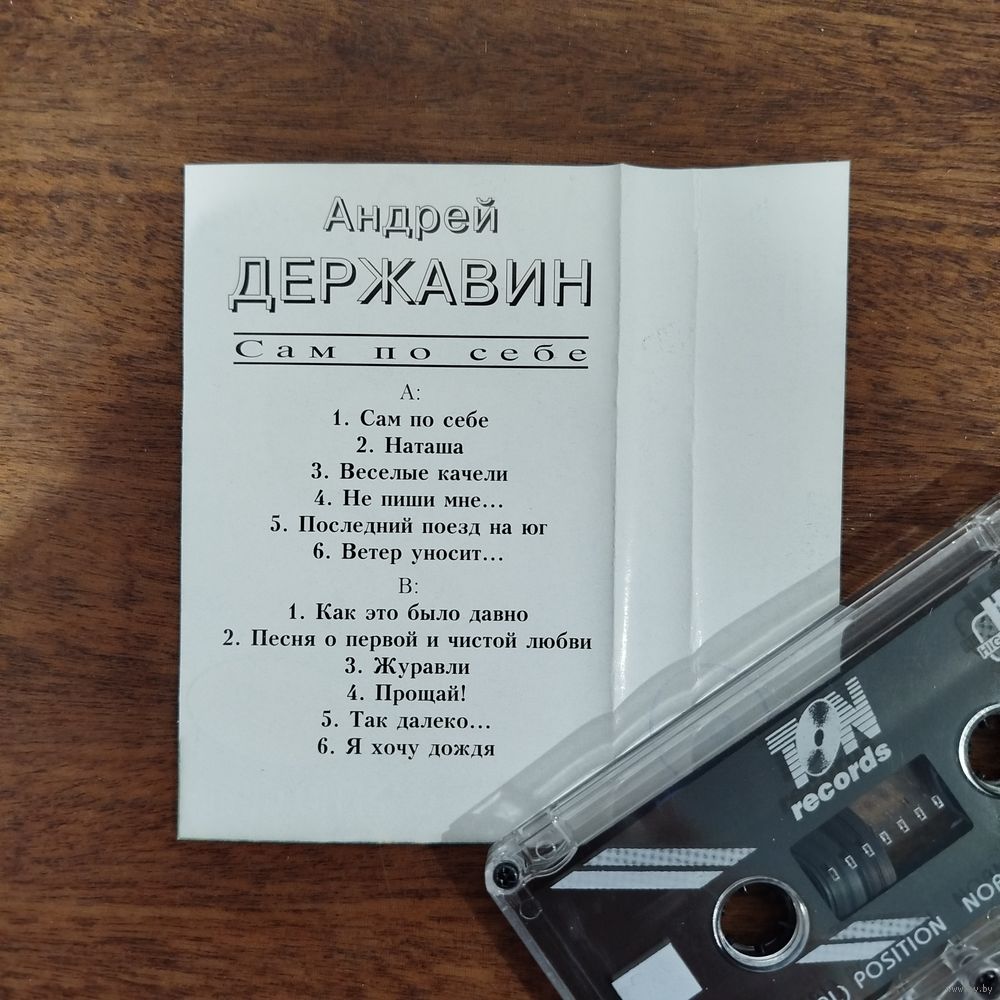 Андрей
ДЕРЖАВИН
Сам по себе
A:
1. Сам по себе
2. Наташа
3. Веселые качели
4. Не пиши мне...
5. Последний поезд на юг
6. Ветер уносит...
B:
1. Как это было давно
2. Песня о первой и чистой любви
3. Журавли
4. Прощай!
5. Так далеко...
6. Я хочу дождя
records
POSITION